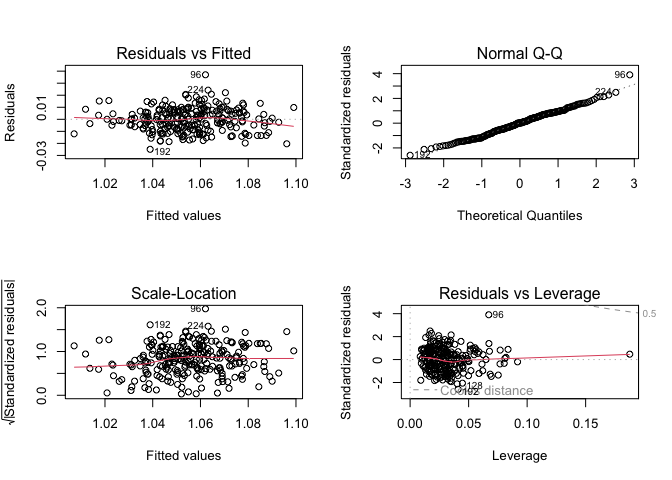 Residuals vs Fitted
Residuals
0.01
-0.03
96
224
192
1.02 1.04 1.06 1.08 1.10
Fitted values
Normal Q-Q
Standardized residuals
4
2
0
-2
96
224
192
-3 -2 -1 0 1 2 3
Theoretical Quantiles
Scale-Location
√|Standardized residuals|
2.0
1.0
0.0
96
192
224
1.02 1.04 1.06 1.08 1.10
Fitted values
Residuals vs Leverage
Standardized residuals
4
2
0
-2
96
0.5
128
192
Cook's distance
0.00 0.05 0.10 0.15
Leverage